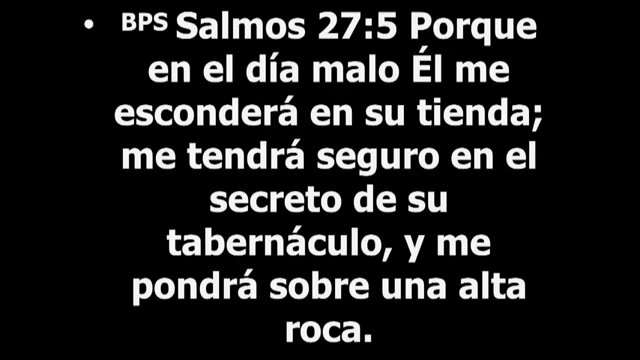 • BPS Salmos 27:5 Porque
en el día malo Él me
esconderá en su tienda;
me tendrá seguro en el
secreto de su
tabernáculo, y me
pondrá sobre una alta
roca.